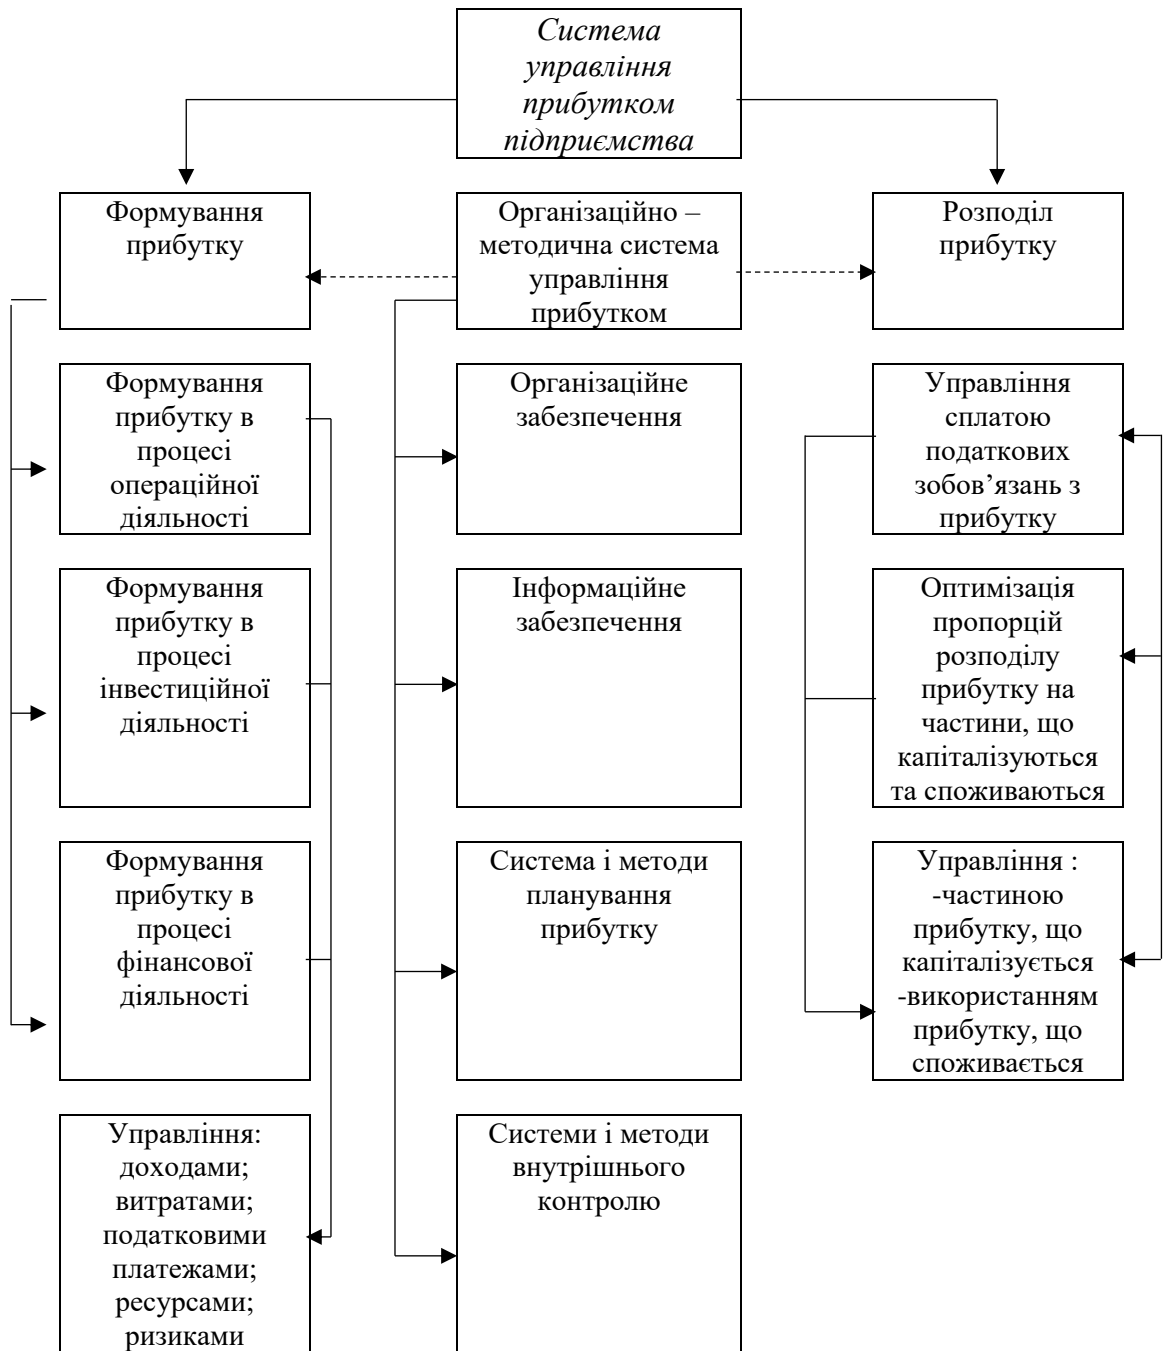 Система
управління
прибутком
підприємства
Формування
прибутку
Організаційно –
методична система
управління
прибутком
Розподіл
прибутку
Формування
прибутку в
процесі
операційної
діяльності
Організаційне
забезпечення
Управління
сплатою
податкових
зобов’язань з
прибутку
Формування
прибутку в
процесі
інвестиційної
діяльності
Інформаційне
забезпечення
Оптимізація
пропорцій
розподілу
прибутку на
частини, що
капіталізуються
та споживаються
Формування
прибутку в
процесі
фінансової
діяльності
Система і методи
планування
прибутку
Управління :
-частиною
прибутку, що
капіталізується
-використанням
прибутку, що
споживається
Управління:
доходами;
витратами;
податковими
платежами;
ресурсами;
ризиками
Системи і методи
внутрішнього
контролю